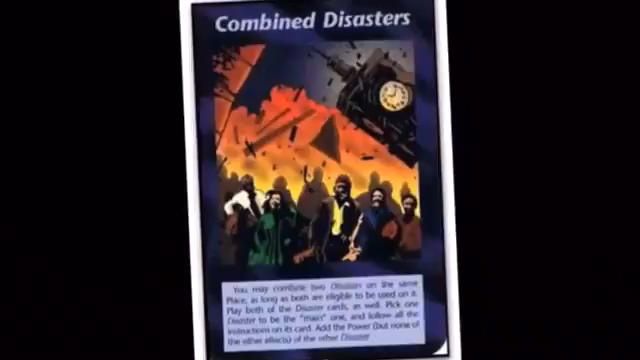 Combined Disasters
You may combine two Disasters on the same
Place, as long as both are eligible to be used on it.
Play both of the Disaster cards, as well. Pick one
Disaster to be the "main" one, and follow all the
instructions on its card. Add the Power (but none of
the other effects) of the other Disaster